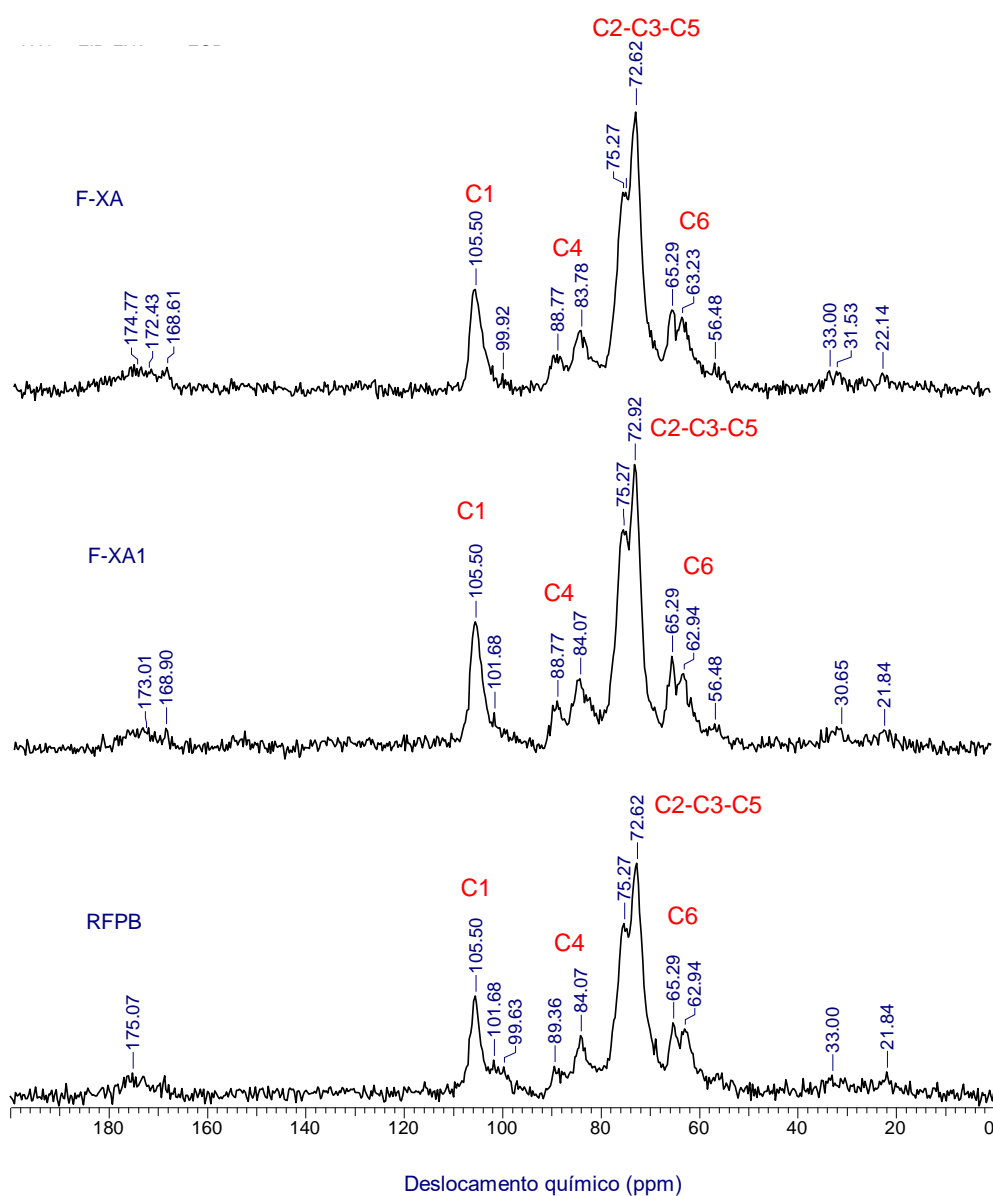 C2-C3-C5
72.62
75.27
F-XA
C1
105.50
99.92
C4
88.77
83.78
C6
65.29
63.23
56.48
174.77
172.43
168.61
33.00
31.53
22.14
72.92
C2-C3-C5
75.27
C1
F-XA1
105.50
101.68
C4
88.77
84.07
C6
65.29
62.94
56.48
173.01
168.90
30.65
21.84
72.62
C2-C3-C5
75.27
C1
RFPB
105.50
101.68
99.63
C4
89.36
84.07
C6
65.29
62.94
175.07
33.00
21.84
180 160 140 120 100 80 60 40 20 0
Deslocamento químico (ppm)